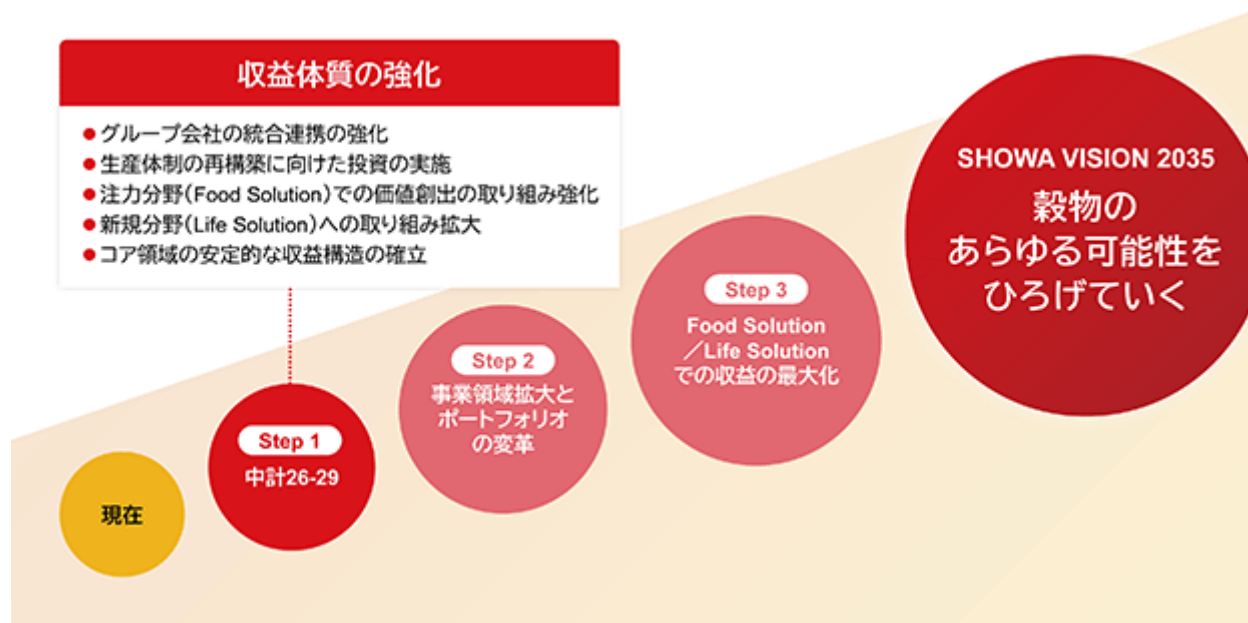 収益体質の強化
●グループ会社の統合連携の強化
●生産体制の再構築に向けた投資の実施
●注力分野（Food Solution）での価値創出の取り組み強化
●新規分野（Life Solution）への取り組み拡大
●コア領域の安定的な収益構造の確立
現在
Step 1
中計26-29
Step 2
事業領域拡大と
ポートフォリオ
の変革
Step 3
Food Solution
／Life Solution
での収益の最大化
SHOWA VISION 2035
穀物の
あらゆる可能性を
ひろげていく